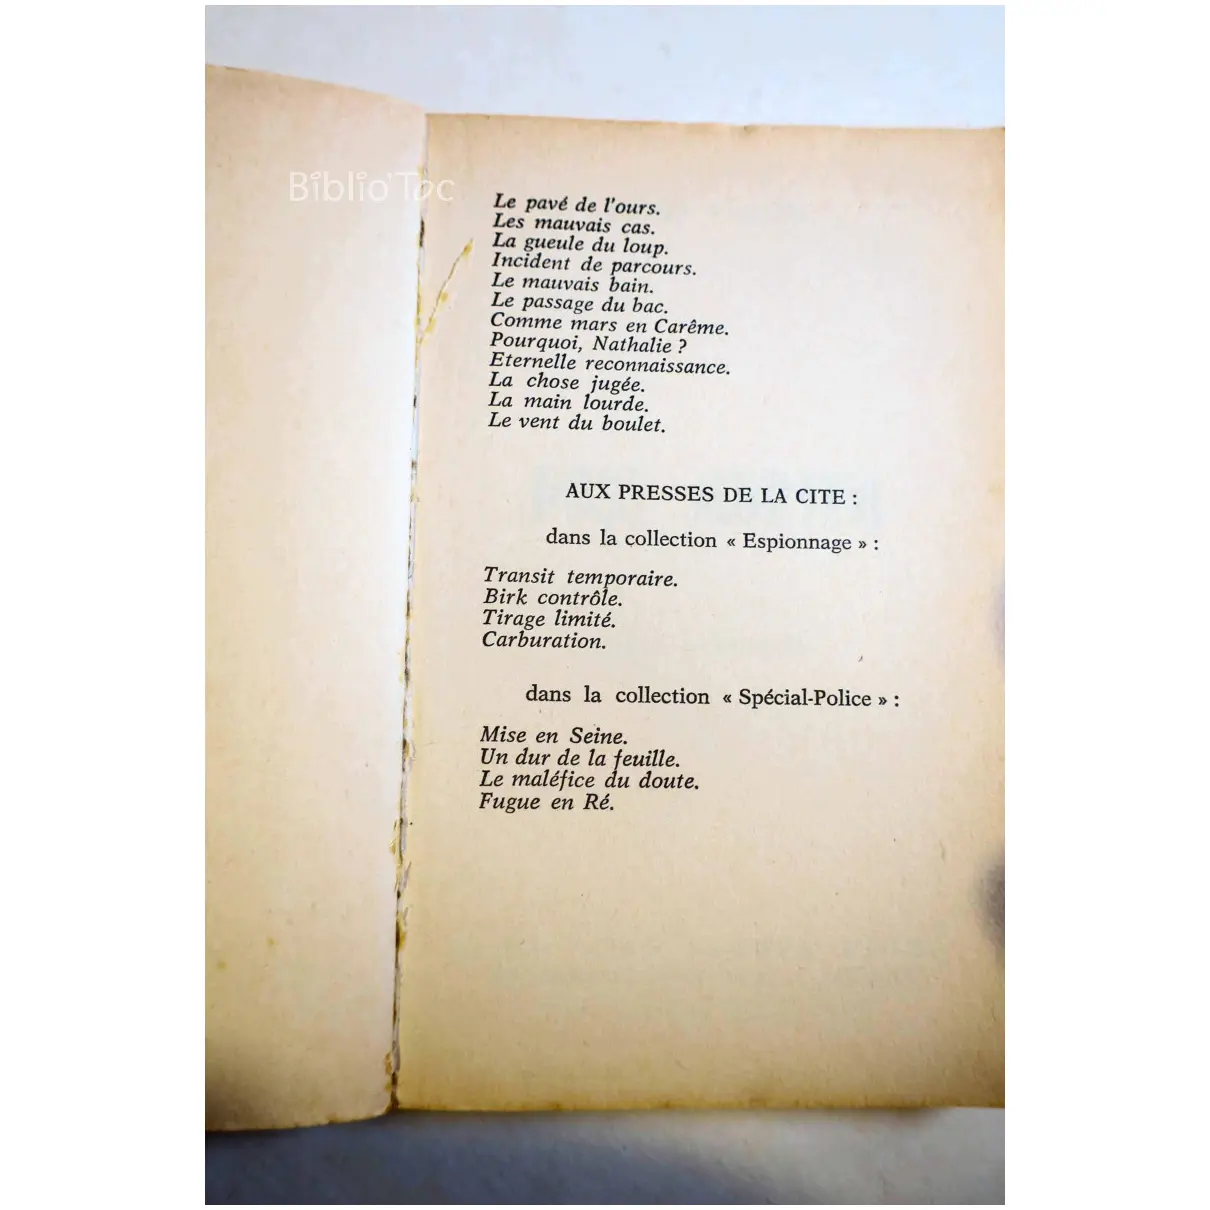 Biblio'Toc
Le pavé de l'ours.
Les mauvais cas.
La gueule du loup.
Incident de parcours.
Le mauvais bain.
Le passage du bac.
Comme mars en Carême.
Pourquoi, Nathalie ?
Eternelle reconnaissance.
La chose jugée.
La main lourde.
Le vent du boulet.
AUX PRESSES DE LA CITE :
dans la collection « Espionnage » :
Transit temporaire.
Birk contrôle.
Tirage limité.
Carburation.
dans la collection « Spécial-Police » :
Mise en Seine.
Un dur de la feuille.
Le maléfice du doute.
Fugue en Ré.